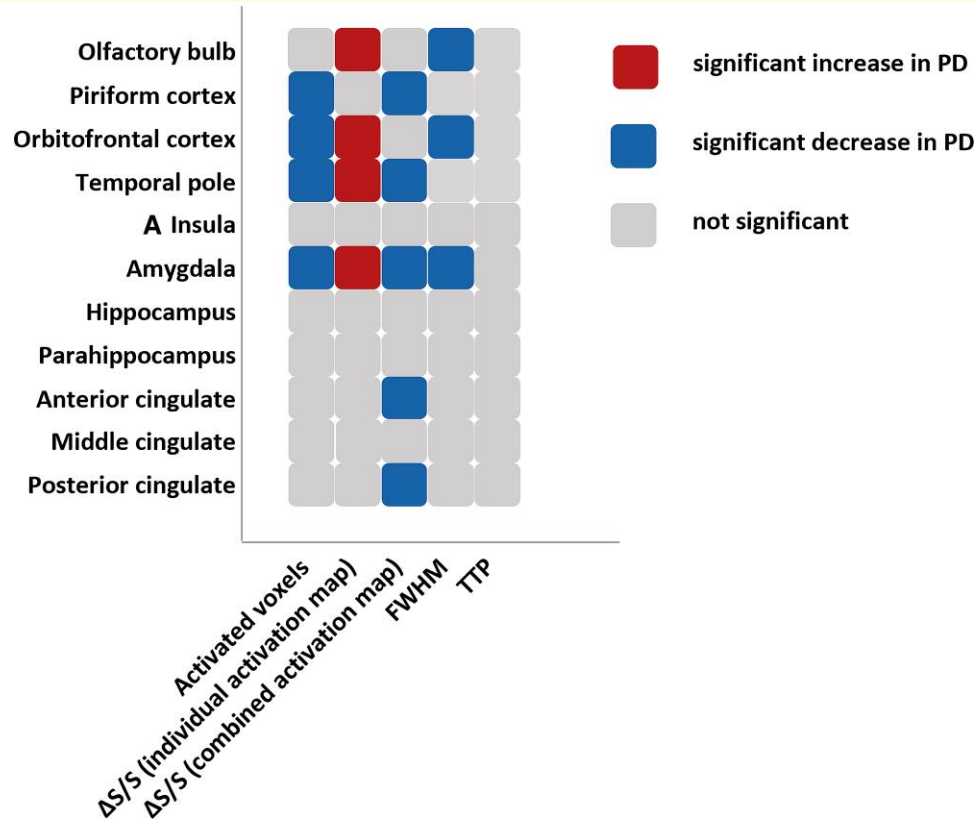 Olfactory bulb
Piriform cortex
Orbitofrontal cortex
Temporal pole
A Insula
Amygdala
Hippocampus
Parahippocampus
Anterior cingulate
Middle cingulate
Posterior cingulate
Activated voxels
ΔS/S (individual activation map)
ΔS/S (combined activation map)
FWHM
TTP
significant increase in PD
significant decrease in PD
not significant